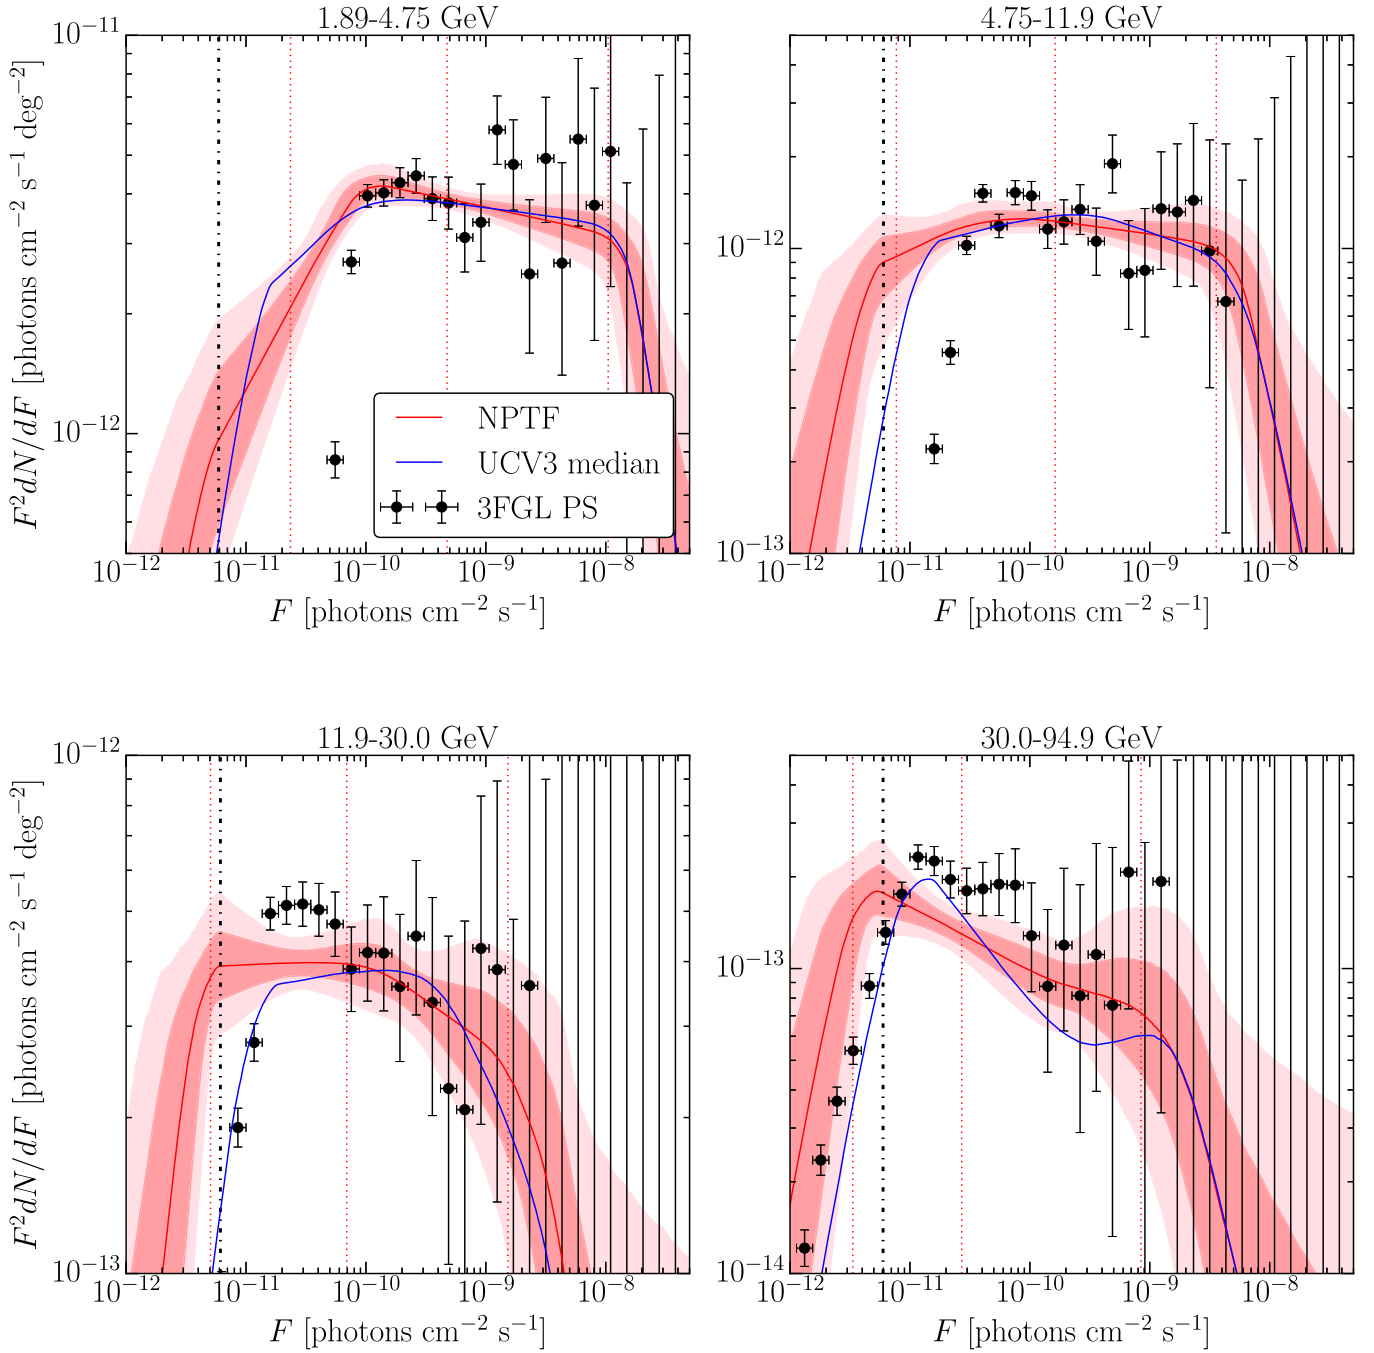 1.89-4.75 GeV
4.75-11.9 GeV
10⁻¹¹
10⁻¹²
F²dN/dF [photons cm⁻² s⁻¹ deg⁻²]
NPTF
UCV3 median
3FGL PS
10⁻¹²
10⁻¹³
10⁻¹² 10⁻¹¹ 10⁻¹⁰ 10⁻⁹ 10⁻⁸
10⁻¹² 10⁻¹¹ 10⁻¹⁰ 10⁻⁹ 10⁻⁸
F [photons cm⁻² s⁻¹]
F [photons cm⁻² s⁻¹]
11.9-30.0 GeV
30.0-94.9 GeV
10⁻¹²
10⁻¹³
F²dN/dF [photons cm⁻² s⁻¹ deg⁻²]
10⁻¹³
10⁻¹⁴
10⁻¹² 10⁻¹¹ 10⁻¹⁰ 10⁻⁹ 10⁻⁸
10⁻¹² 10⁻¹¹ 10⁻¹⁰ 10⁻⁹ 10⁻⁸
F [photons cm⁻² s⁻¹]
F [photons cm⁻² s⁻¹]